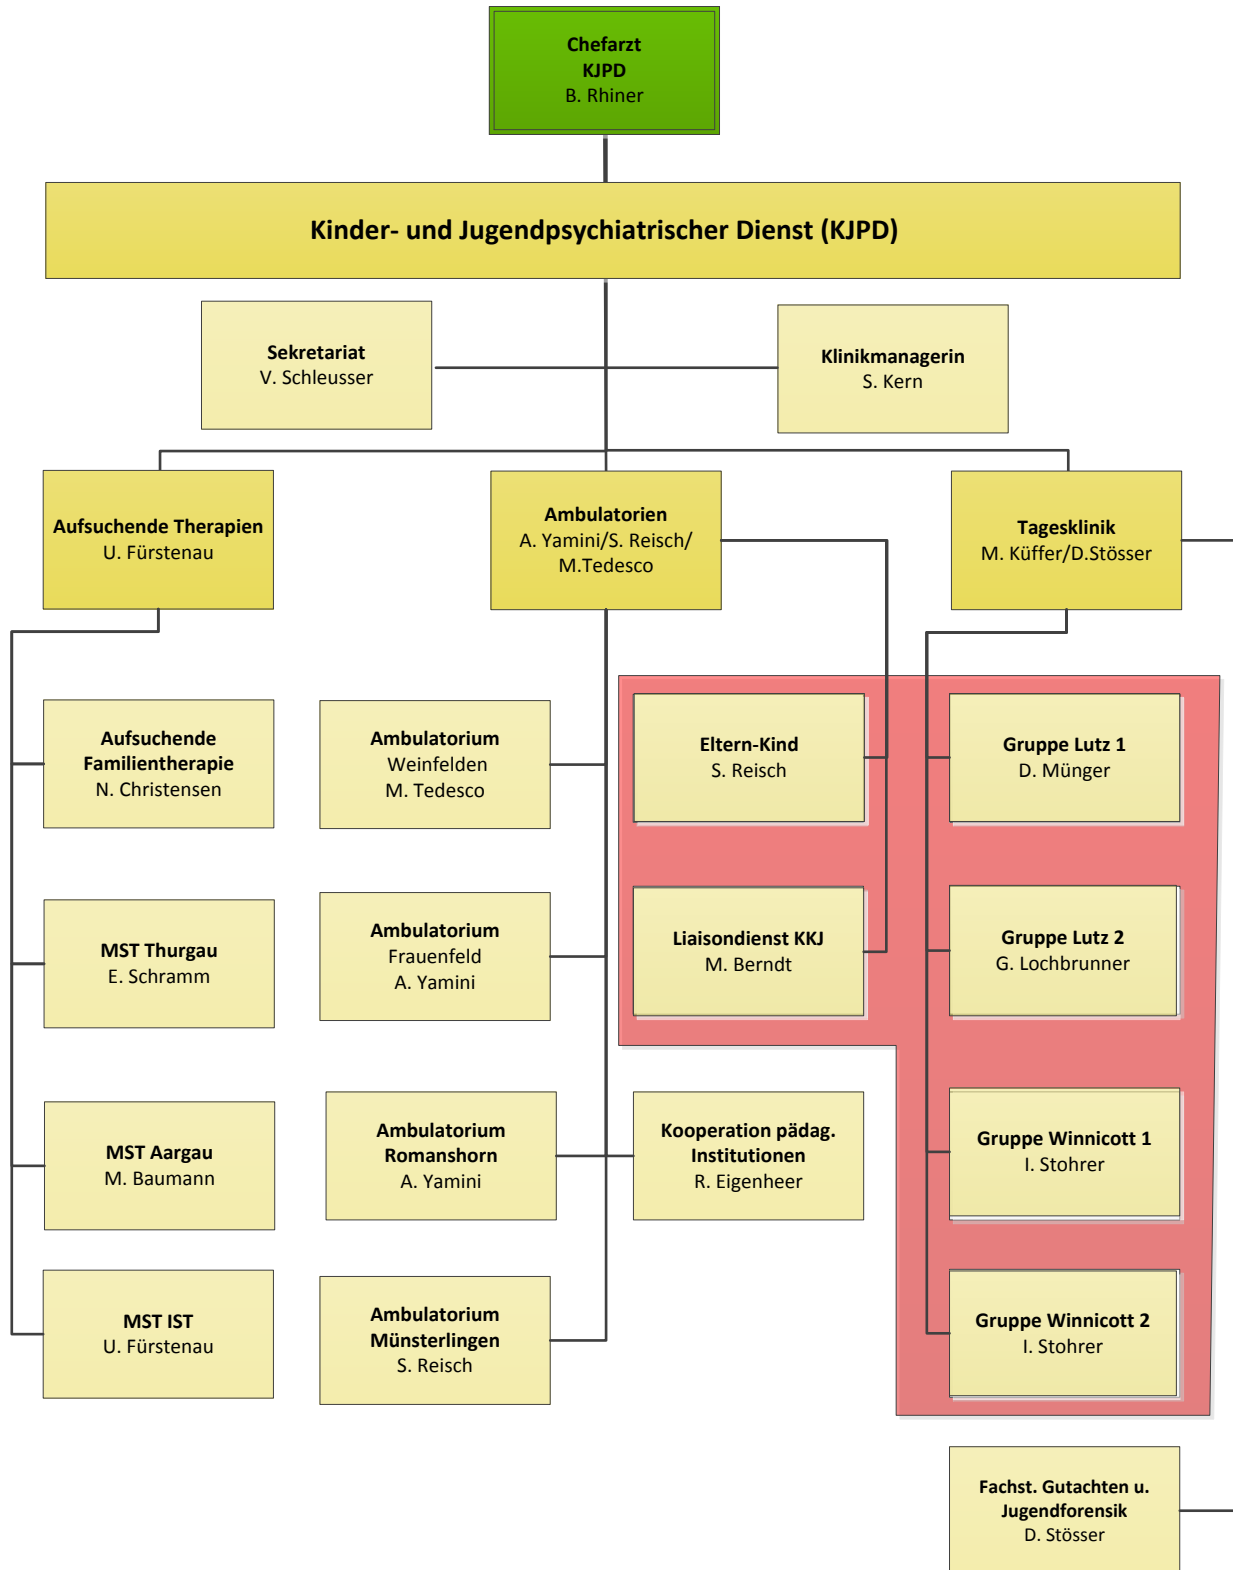 Chefarzt
KJPD
B. Rhiner
Kinder- und Jugendpsychiatrischer Dienst (KJPD)
Sekretariat
V. Schleusser
Klinikmanagerin
S. Kern
Aufsuchende Therapien
U. Fürstenau
Ambulatorien
A. Yamini/S. Reisch/
M.Tedesco
Tagesklinik
M. Küffer/D.Stösser
Aufsuchende
Familientherapie
N. Christensen
Ambulatorium
Weinfelden
M. Tedesco
Eltern-Kind
S. Reisch
Gruppe Lutz 1
D. Münger
MST Thurgau
E. Schramm
Ambulatorium
Frauenfeld
A. Yamini
Liaisondienst KKJ
M. Berndt
Gruppe Lutz 2
G. Lochbrunner
MST Aargau
M. Baumann
Ambulatorium
Romanshorn
A. Yamini
Kooperation pädag.
Institutionen
R. Eigenheer
Gruppe Winnicott 1
I. Stohrer
MST IST
U. Fürstenau
Ambulatorium
Münsterlingen
S. Reisch
Gruppe Winnicott 2
I. Stohrer
Fachst. Gutachten u.
Jugendforensik
D. Stösser